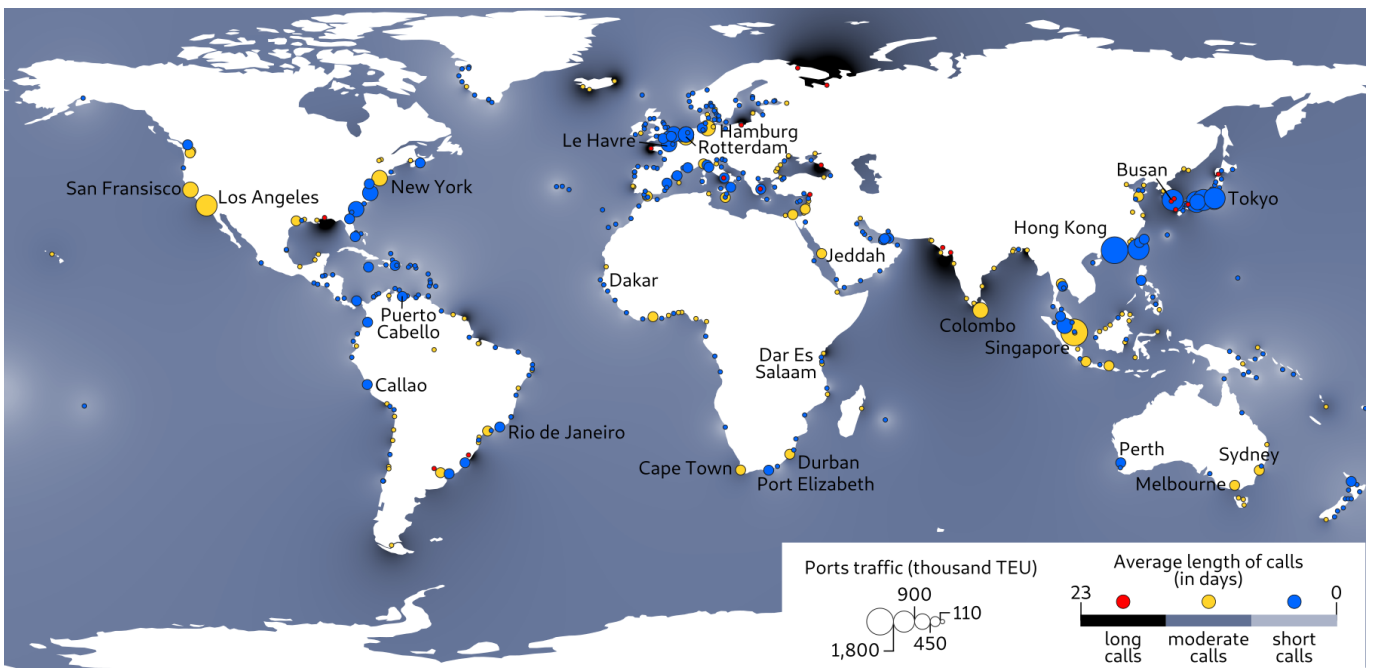 Le Havre
Hamburg
Rotterdam
San Fransisco
Los Angeles
New York
Busan
Tokyo
Hong Kong
Jeddah
Dakar
Puerto
Cabello
Colombo
Singapore
Dar Es
Salaam
Callao
Rio de Janeiro
Cape Town
Durban
Port Elizabeth
Perth
Sydney
Melbourne
Ports traffic (thousand TEU)
900
110
1,800
450
Average length of calls
(in days)
23
0
long
calls
moderate
calls
short
calls